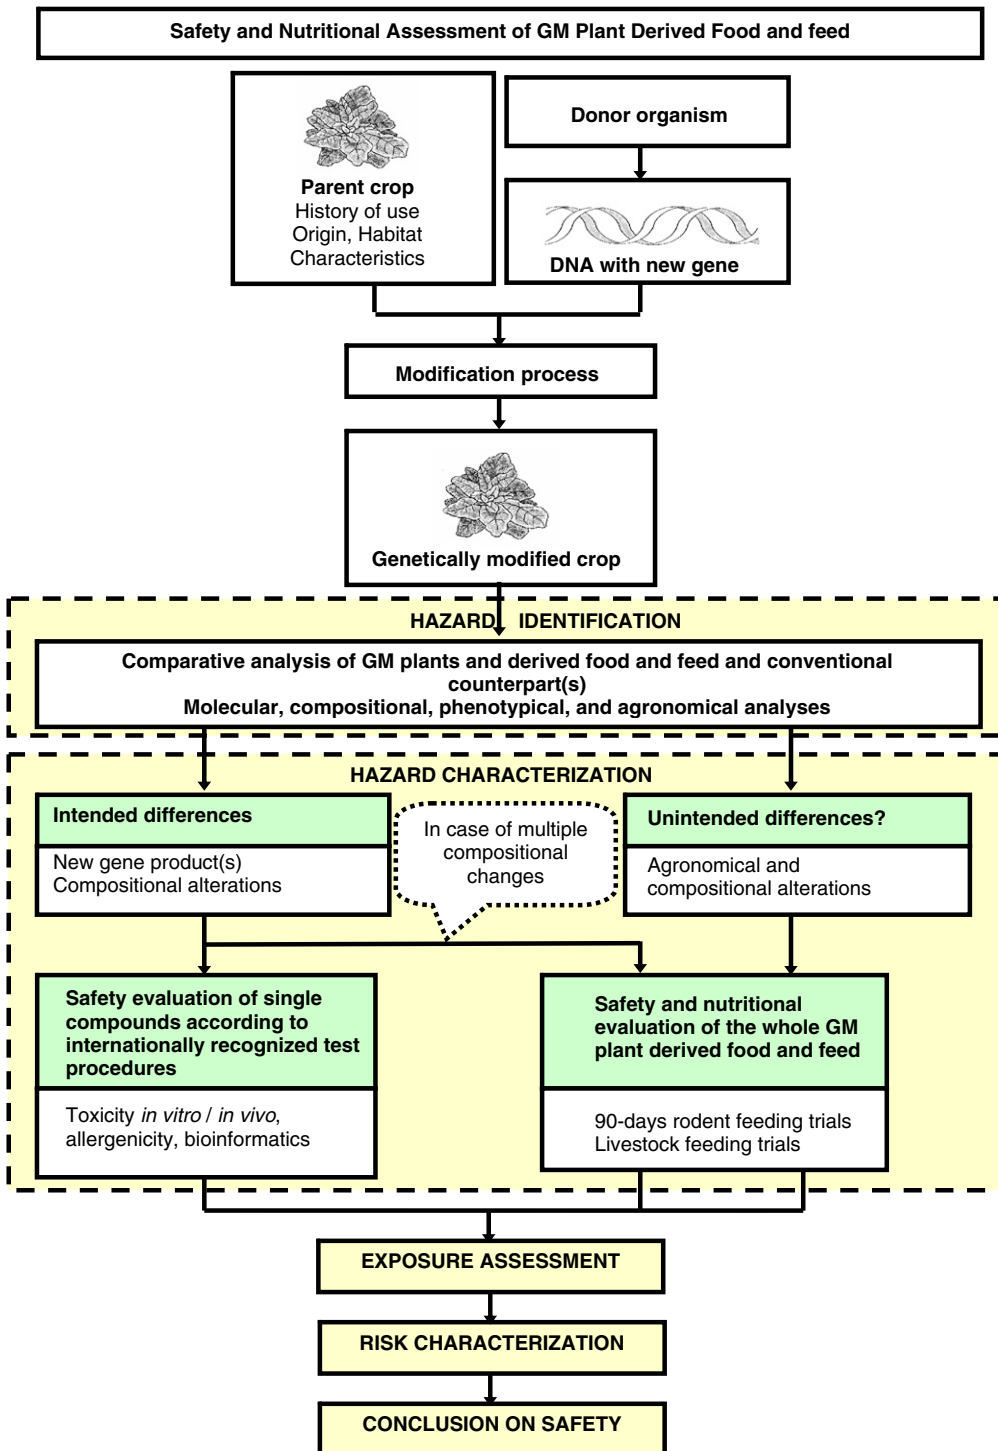 Safety and Nutritional Assessment of GM Plant Derived Food and feed
Parent crop
History of use
Origin, Habitat
Characteristics
Donor organism
DNA with new gene
Modification process
Genetically modified crop
HAZARD IDENTIFICATION
Comparative analysis of GM plants and derived food and feed and conventional
counterpart(s)
Molecular, compositional, phenotypical, and agronomical analyses
HAZARD CHARACTERIZATION
Intended differences
New gene product(s)
Compositional alterations
In case of multiple
compositional
changes
Unintended differences?
Agronomical and
compositional alterations
Safety evaluation of single
compounds according to
internationally recognized test
procedures
Toxicity in vitro / in vivo,
allergenicity, bioinformatics
Safety and nutritional
evaluation of the whole GM
plant derived food and feed
90-days rodent feeding trials
Livestock feeding trials
EXPOSURE ASSESSMENT
RISK CHARACTERIZATION
CONCLUSION ON SAFETY